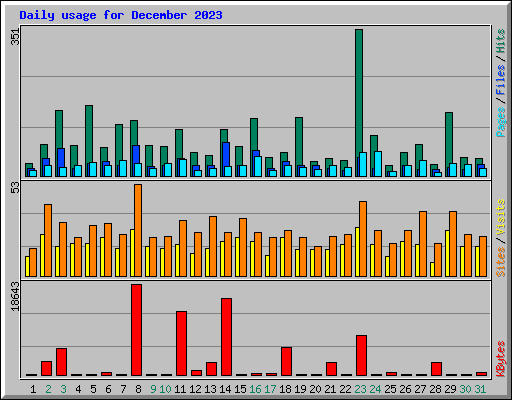 Daily usage for December 2023
351
Pages / Files / Hits
53
Sites / Visits
18643
KBytes
1 2 3 4 5 6 7 8 9 10 11 12 13 14 15 16 17 18 19 20 21 22 23 24 25 26 27 28 29 30 31